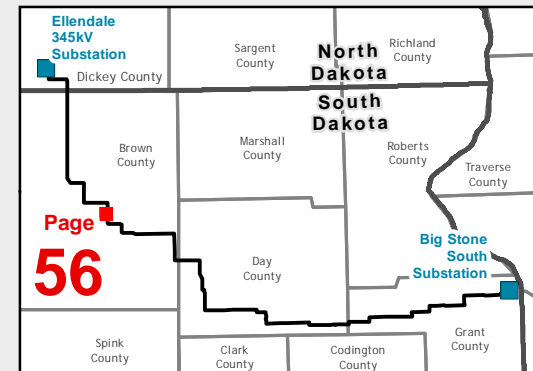 Ellendale
345kV
Substation
Dickey County
Sargent
County
North
Dakota
Richland
County
South
Dakota
Brown
County
Marshall
County
Roberts
County
Traverse
County
Page
56
Day
County
Big Stone
South
Substation
Spink
County
Clark
County
Codington
County
Grant
County